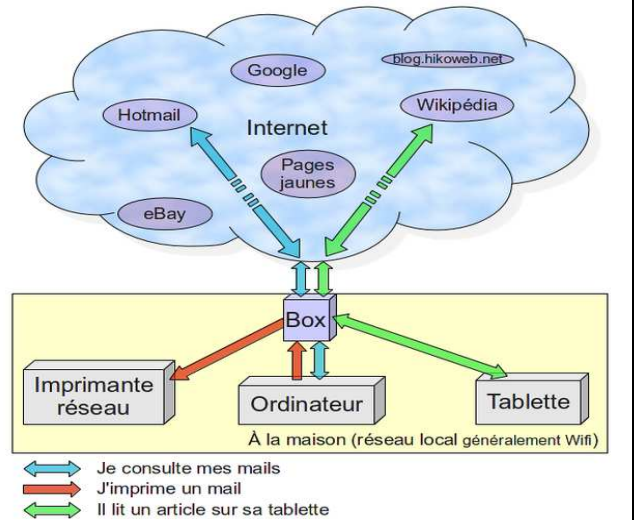 Google
blog.hikoweb.net
Hotmail
Wikipédia
Internet
Pages
jaunes
eBay
Box
Imprimante
réseau
Ordinateur
Tablette
À la maison (réseau local généralement Wifi)
Je consulte mes mails
J'imprime un mail
Il lit un article sur sa tablette